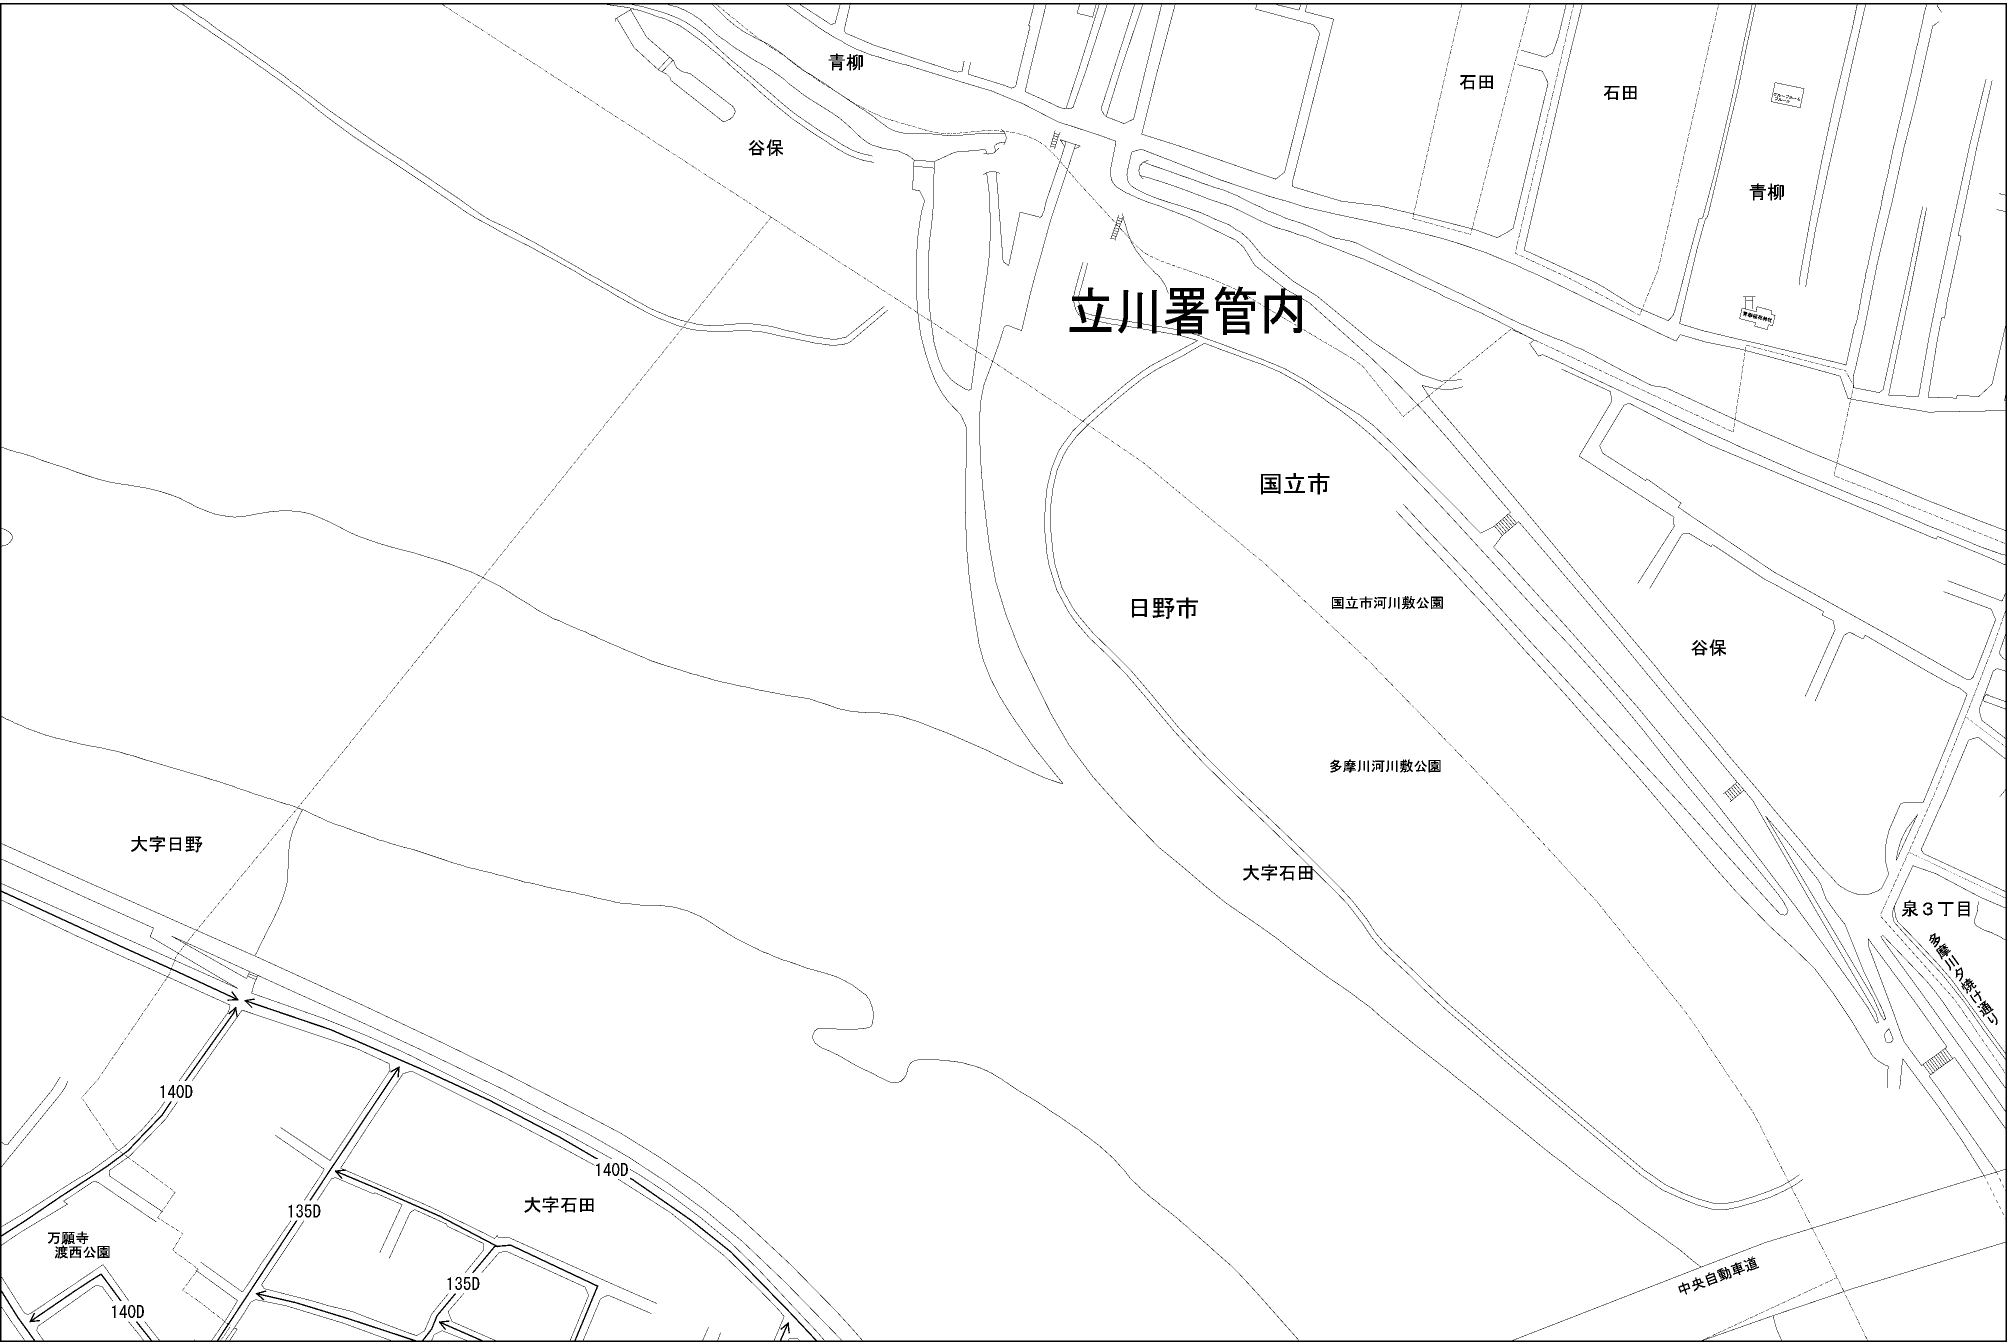 青柳
石田
石田
谷保
青柳
立川署管内
国立市
日野市
国立市河川敷公園
谷保
多摩川河川敷公園
大字日野
大字石田
泉3丁目
多摩川夕焼け通り
140D
140D
大字石田
135D
万願寺
渡西公園
中央自動車道
135D
140D